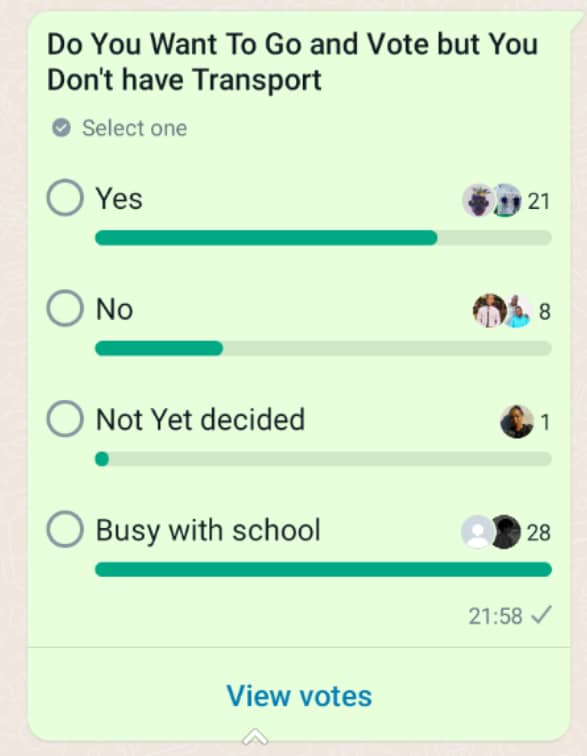 Do You Want To Go and Vote but You
Don't have Transport
Select one
Yes 21
No 8
Not Yet decided 1
Busy with school 28
21:58
View votes